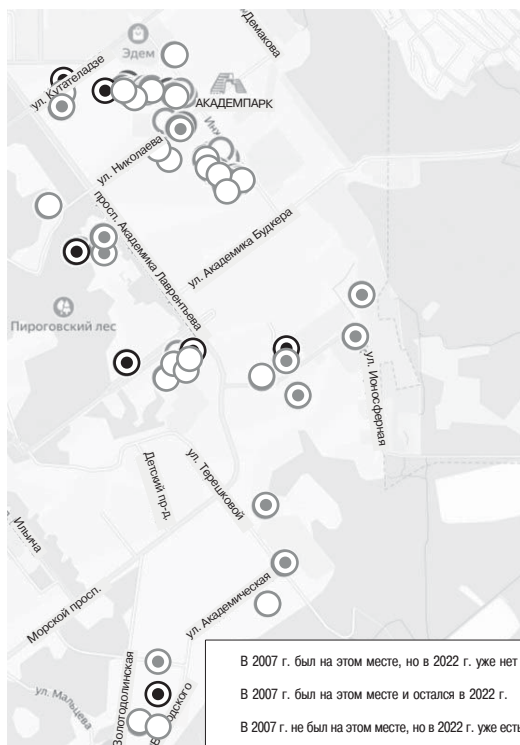 Демакова
Эдем
ул. Кутателадзе
АКАДЕМПАРК
ул. Николаева
просп. Академика Лаврентьева
ул. Академика Будкера
Пироговский лес
ул. Ионосферная
ул. Терешковой
Детский пр-д.
Ильича
ул. Академическая
Морской просп.
Золотодолинская
ул. Мальцева
В 2007 г. был на этом месте, но в 2022 г. уже нет
В 2007 г. был на этом месте и остался в 2022 г.
В 2007 г. не был на этом месте, но в 2022 г. уже есть